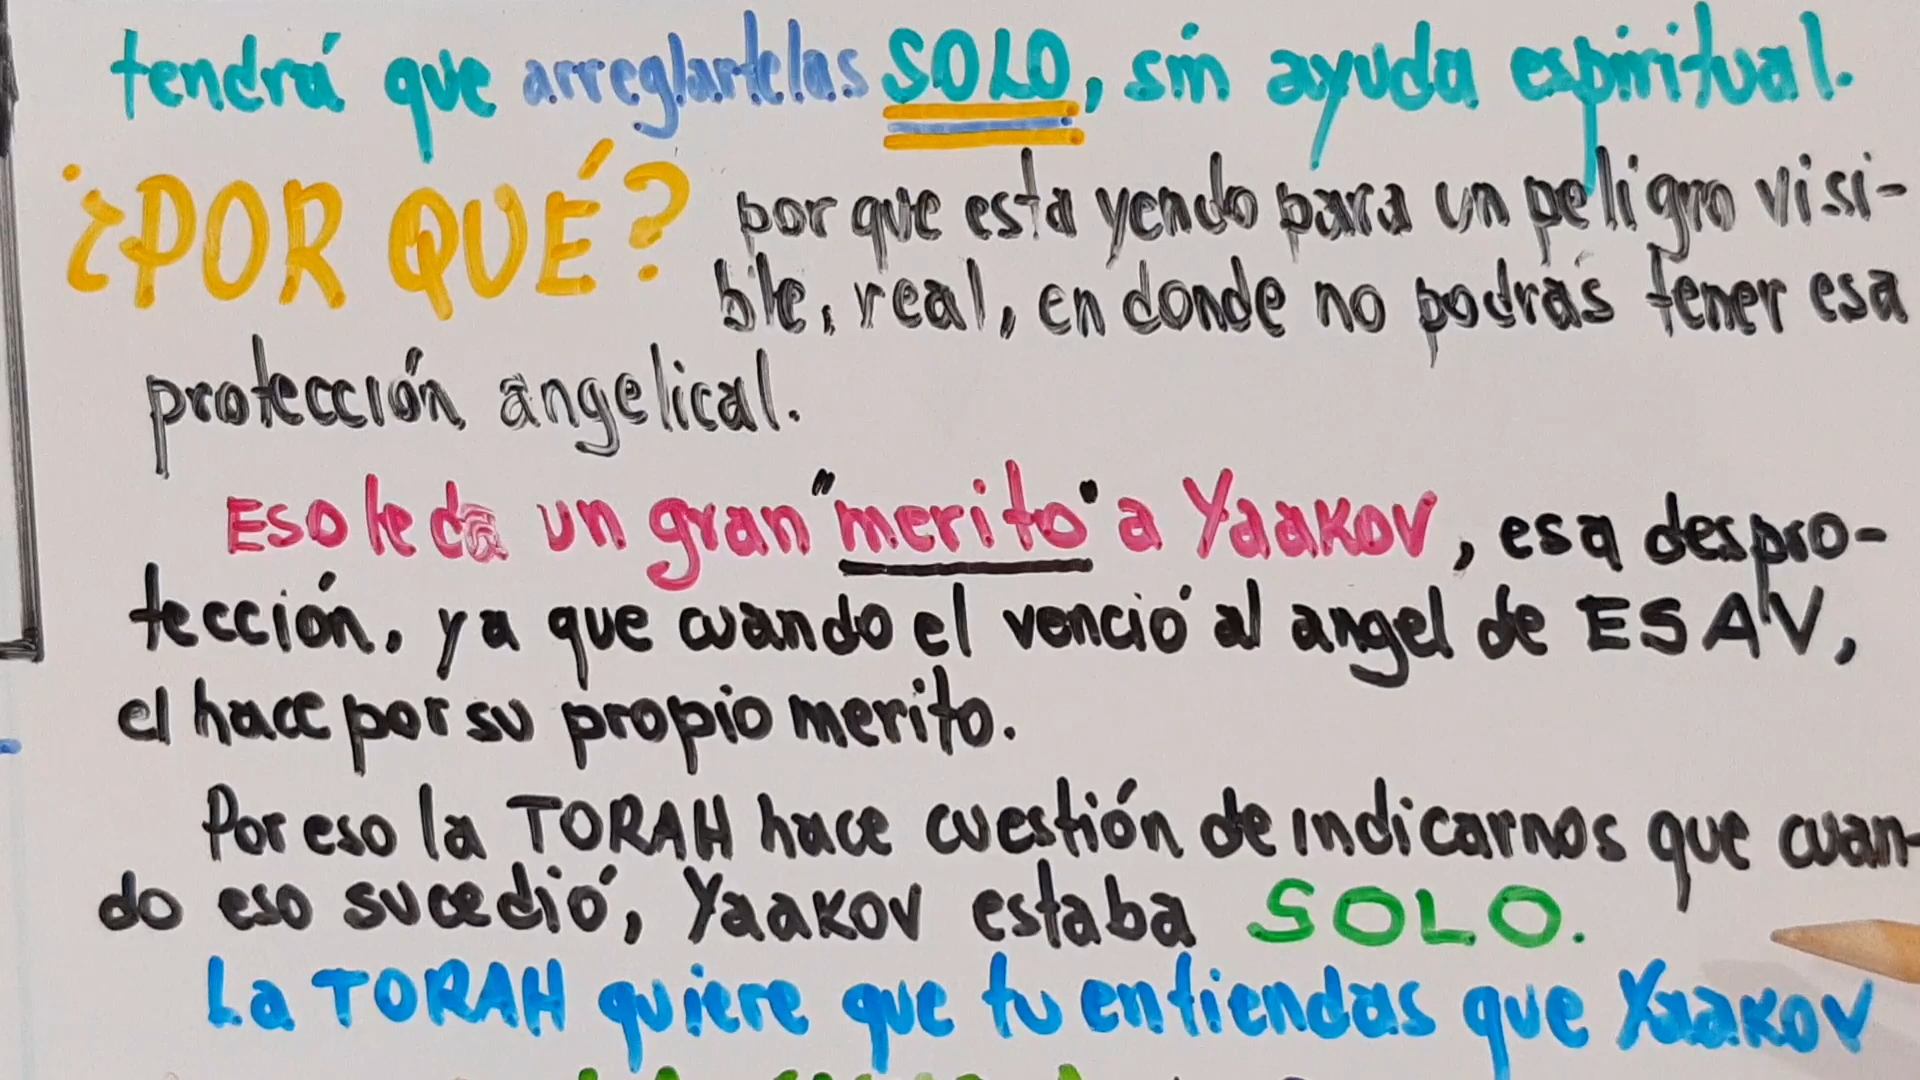 tendrá que arreglartelas SOLO, sin ayuda espiritual.
¿POR QUÉ? por que esta yendo para un peligro visi-
ble, real, en donde no podrás tener esa
protección angelical.
Eso le da un gran "merito" a Yaakov, esa despro-
tección, ya que cuando el venció al angel de ESAV,
el hace por su propio merito.
Por eso la TORAH hace cuestión de indicarnos que cuan-
do eso sucedió, Yaakov estaba SOLO.
La TORAH quiere que tu entiendas que Yaakov